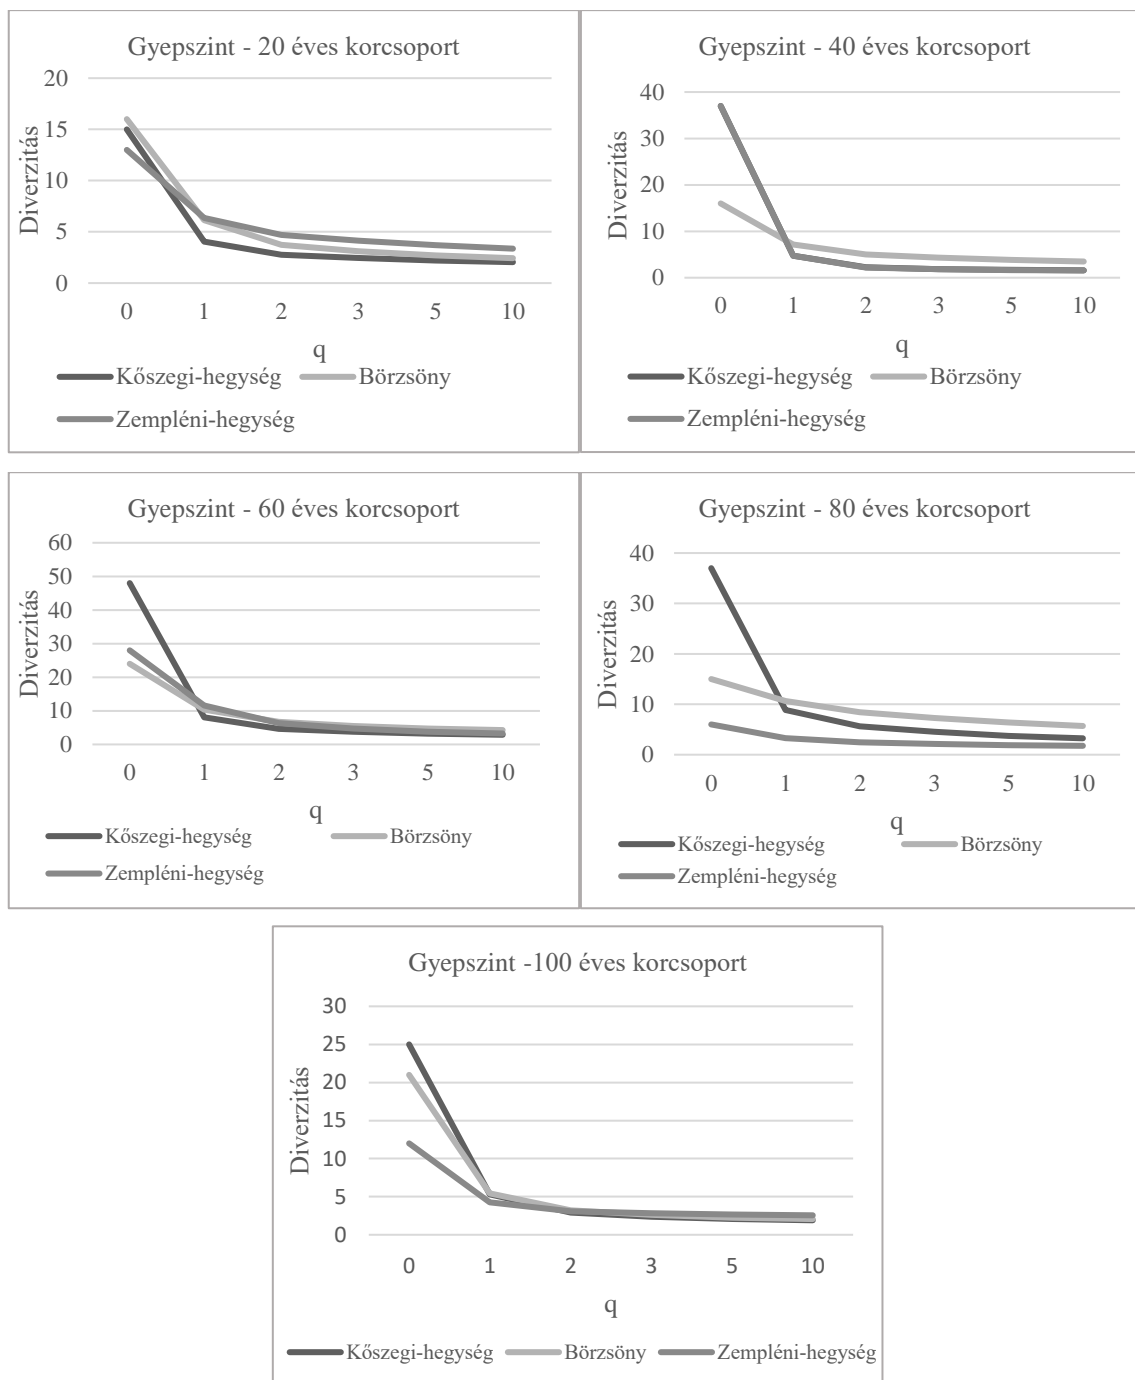 Gyepszint - 20 éves korcsoport
20
15
10
5
0
Diverzitás
0 1 2 3 5 10
q
Kőszegi-hegység Börzsöny
Zempléni-hegység
Gyepszint - 40 éves korcsoport
40
30
20
10
0
Diverzitás
0 1 2 3 5 10
q
Kőszegi-hegység Börzsöny
Zempléni-hegység
Gyepszint - 60 éves korcsoport
60
50
40
30
20
10
0
Diverzitás
0 1 2 3 5 10
q
Kőszegi-hegység Börzsöny
Zempléni-hegység
Gyepszint - 80 éves korcsoport
40
30
20
10
0
Diverzitás
0 1 2 3 5 10
q
Kőszegi-hegység Börzsöny
Zempléni-hegység
Gyepszint -100 éves korcsoport
30
25
20
15
10
5
0
Diverzitás
0 1 2 3 5 10
q
Kőszegi-hegység Börzsöny Zempléni-hegység